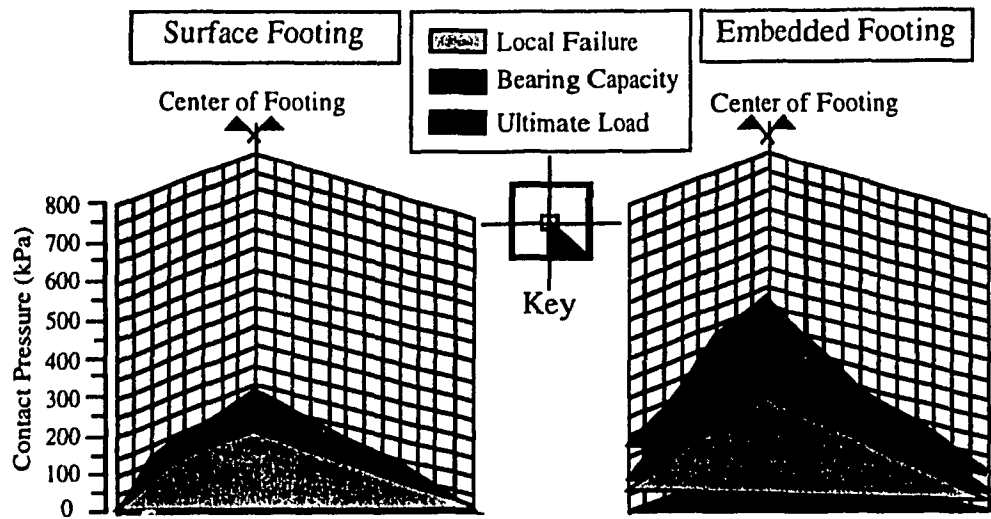 Surface Footing
Local Failure
Bearing Capacity
Ultimate Load
Embedded Footing
Center of Footing
Center of Footing
Key
Contact Pressure (kPa)
800
700
600
500
400
300
200
100
0